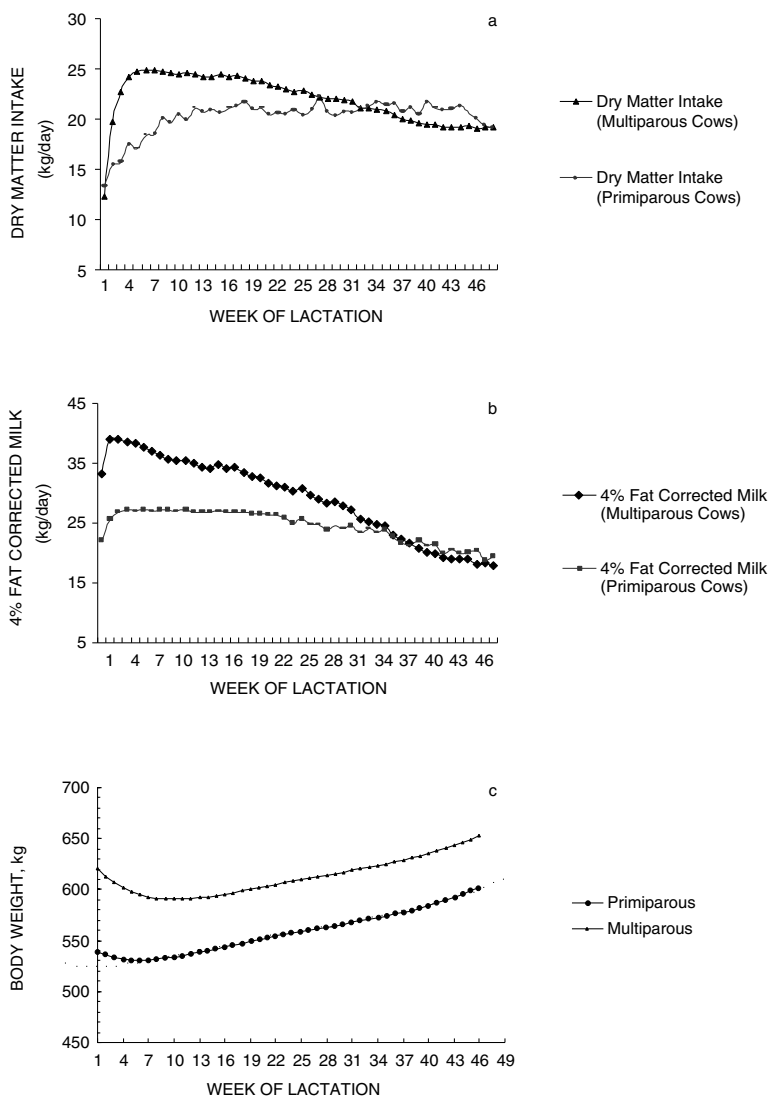 a
30
25
20
15
10
5
DRY MATTER INTAKE
(kg/day)
1 4 7 10 13 16 19 22 25 28 31 34 37 40 43 46
WEEK OF LACTATION
Dry Matter Intake
(Multiparous Cows)
Dry Matter Intake
(Primiparous Cows)
b
45
35
25
15
5
4% FAT CORRECTED MILK
(kg/day)
1 4 7 10 13 16 19 22 25 28 31 34 37 40 43 46
WEEK OF LACTATION
4% Fat Corrected Milk
(Multiparous Cows)
4% Fat Corrected Milk
(Primiparous Cows)
c
700
650
600
550
500
450
BODY WEIGHT, kg
1 4 7 10 13 16 19 22 25 28 31 34 37 40 43 46 49
WEEK OF LACTATION
Primiparous
Multiparous